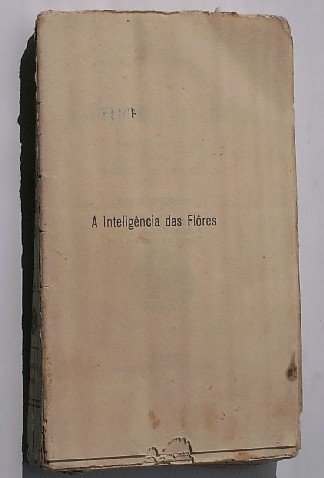 A Inteligência das Flôres